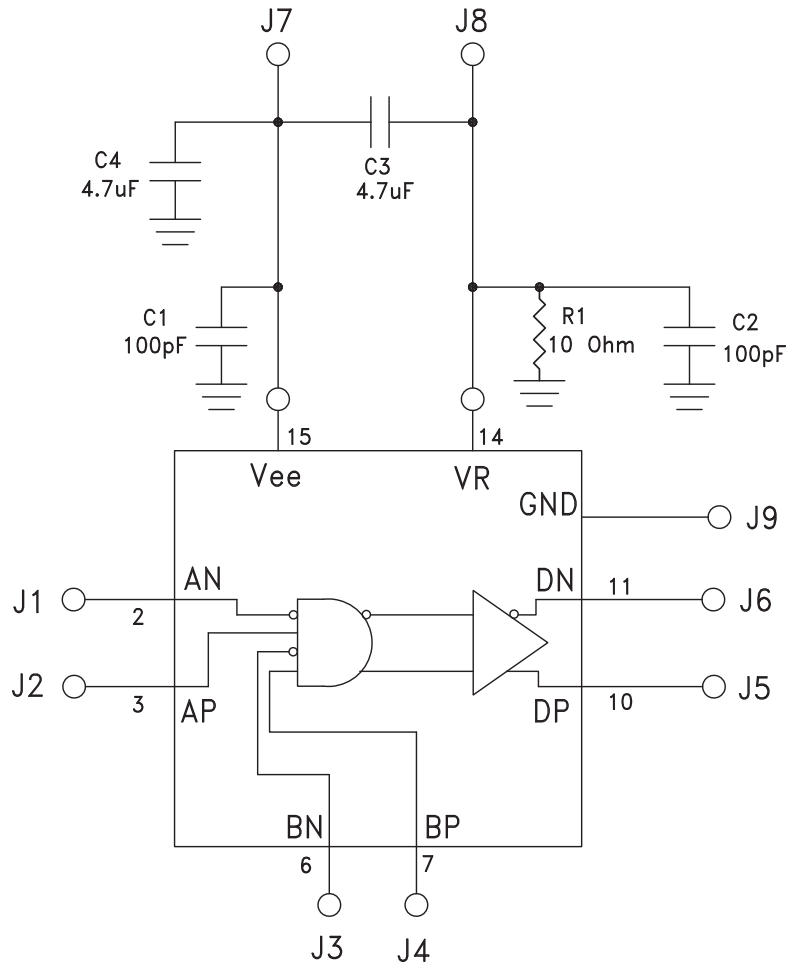 J7
J8
C4
4.7uF
C3
4.7uF
C1
100pF
R1
10 Ohm
C2
100pF
15
14
Vee
VR
GND
J9
AN
DN
11
J1
2
J6
J2
3
AP
DP
10
J5
BN
BP
6
7
J3
J4